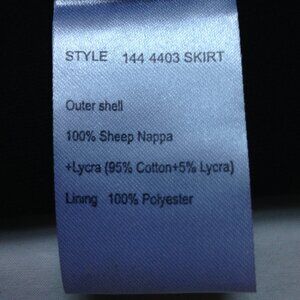 STYLE 144 4403 SKIRT
Outer shell
100% Sheep Nappa
+Lycra (95% Cotton+5% Lycra)
Lining 100% Polyester